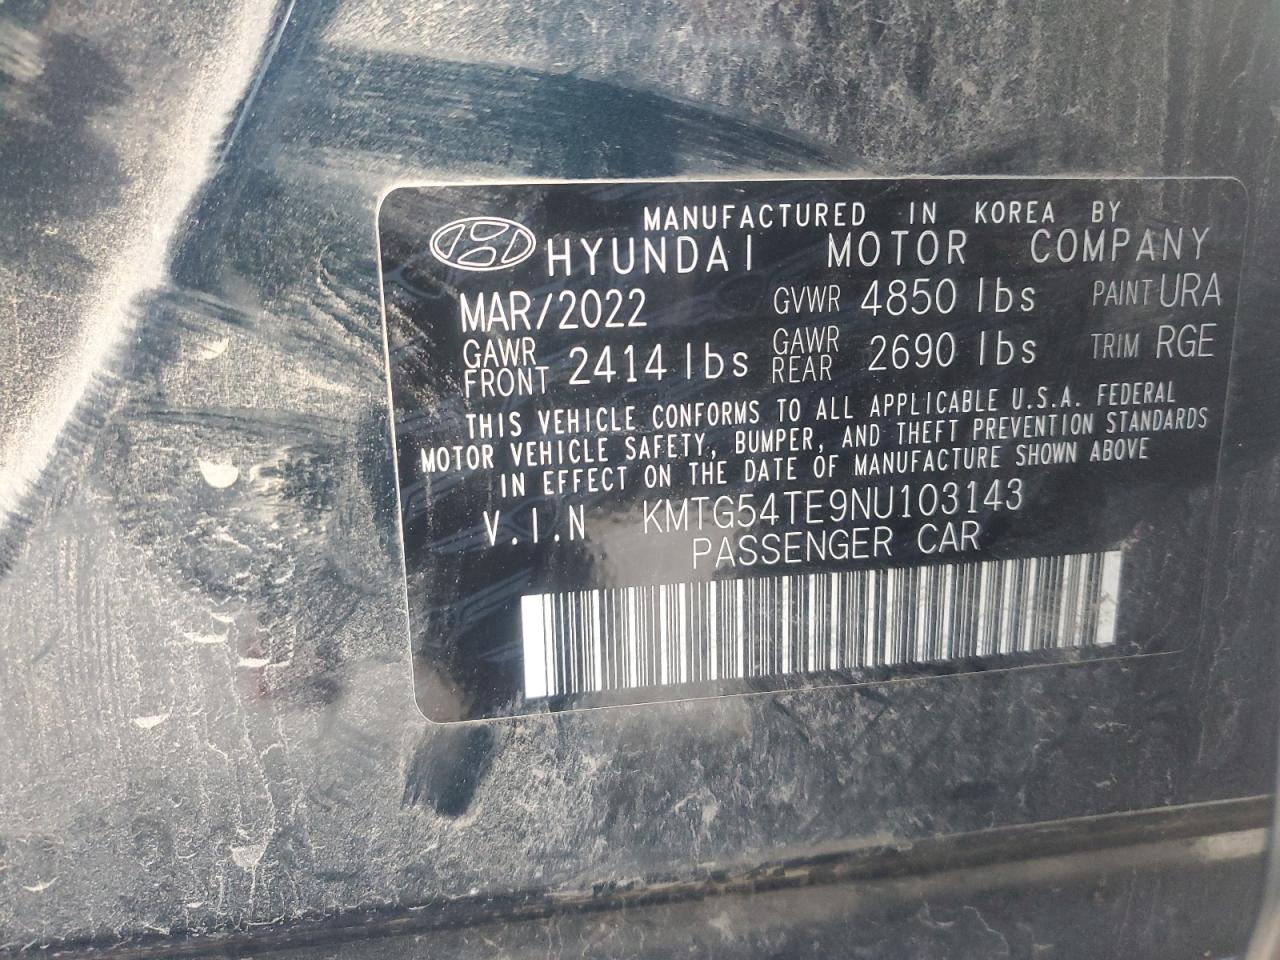 MANUFACTURED IN KOREA BY
HYUNDAI MOTOR COMPANY
MAR/2022 GVWR 4850 lbs PAINT URA
GAWR FRONT 2414 lbs GAWR REAR 2690 lbs TRIM RGE
THIS VEHICLE CONFORMS TO ALL APPLICABLE U.S.A. FEDERAL
MOTOR VEHICLE SAFETY, BUMPER, AND THEFT PREVENTION STANDARDS
IN EFFECT ON THE DATE OF MANUFACTURE SHOWN ABOVE
V.I.N KMTG54TE9NU103143
PASSENGER CAR